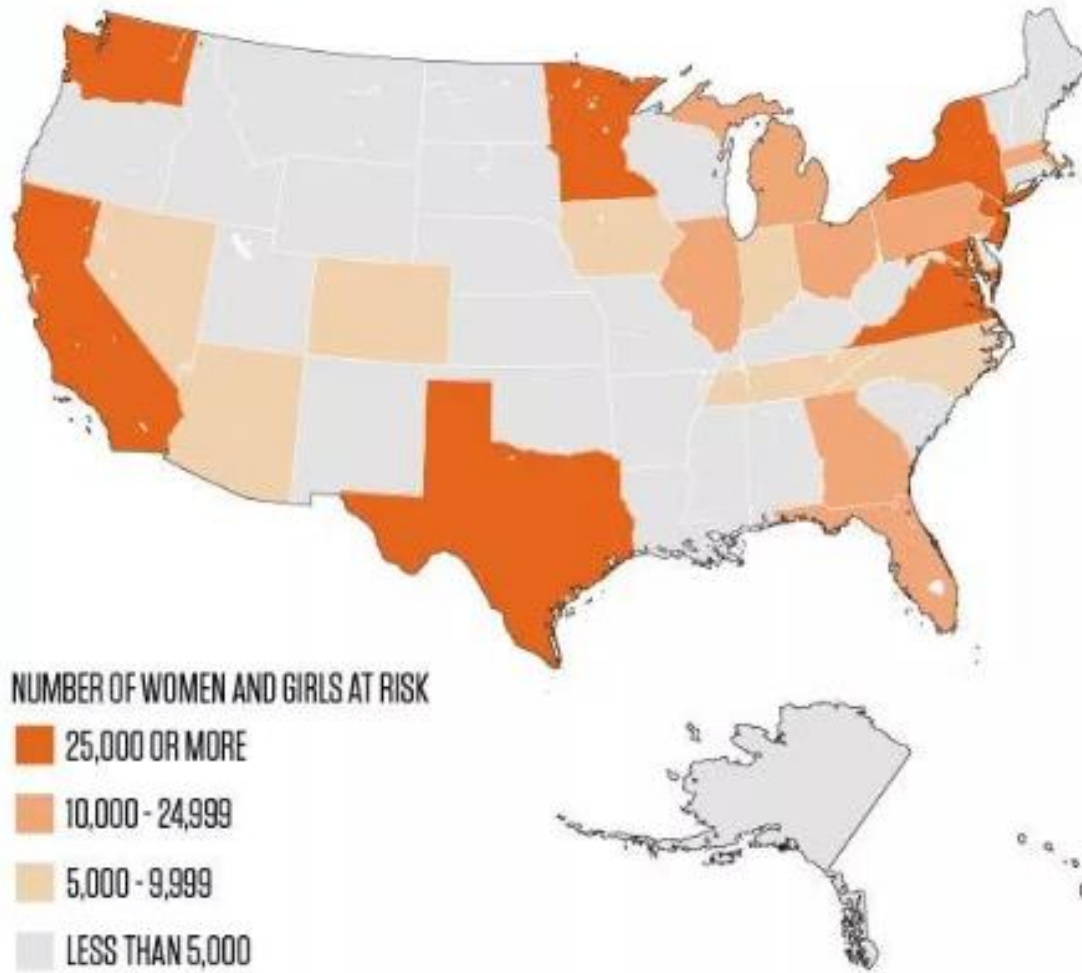 NUMBER OF WOMEN AND GIRLS AT RISK
25,000 OR MORE
10,000 - 24,999
5,000 - 9,999
LESS THAN 5,000